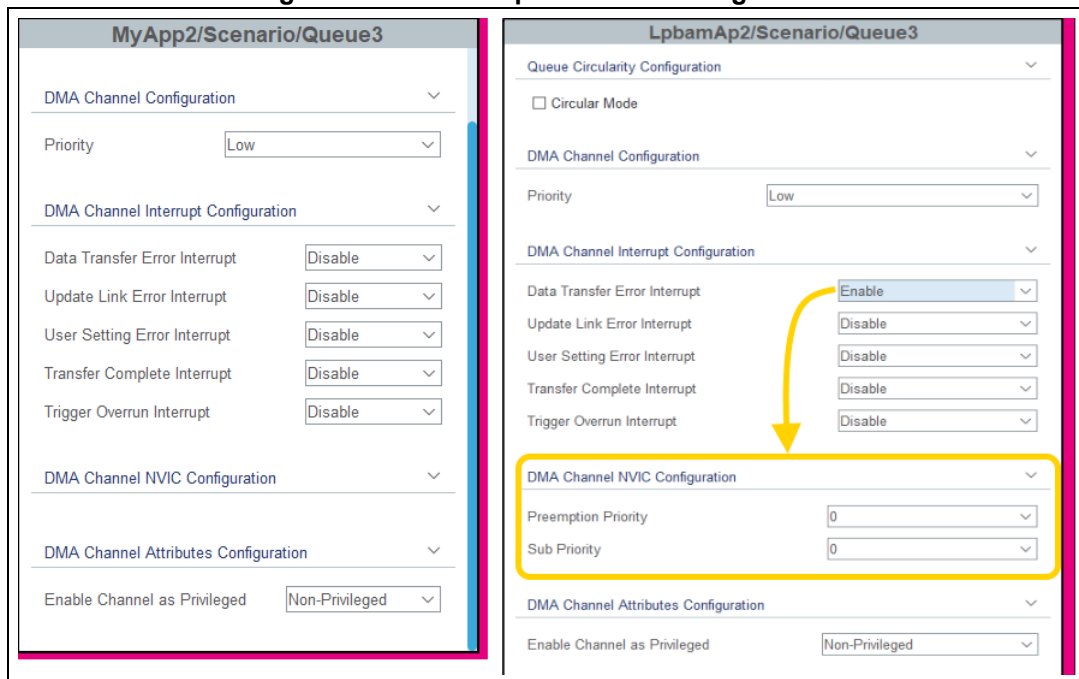 MyApp2/Scenario/Queue3
DMA Channel Configuration
Priority Low
DMA Channel Interrupt Configuration
Data Transfer Error Interrupt Disable
Update Link Error Interrupt Disable
User Setting Error Interrupt Disable
Transfer Complete Interrupt Disable
Trigger Overrun Interrupt Disable
DMA Channel NVIC Configuration
DMA Channel Attributes Configuration
Enable Channel as Privileged Non-Privileged
LpbamAp2/Scenario/Queue3
Queue Circularity Configuration
Circular Mode
DMA Channel Configuration
Priority Low
DMA Channel Interrupt Configuration
Data Transfer Error Interrupt Enable
Update Link Error Interrupt Disable
User Setting Error Interrupt Disable
Transfer Complete Interrupt Disable
Trigger Overrun Interrupt Disable
DMA Channel NVIC Configuration
Preemption Priority 0
Sub Priority 0
DMA Channel Attributes Configuration
Enable Channel as Privileged Non-Privileged